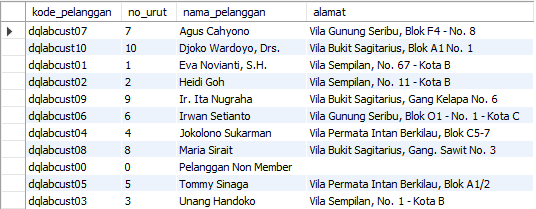 kode_pelanggan no_urut nama_pelanggan alamat
dqlabcust07 7 Agus Cahyono Vila Gunung Seribu, Blok F4 - No. 8
dqlabcust10 10 Djoko Wardoyo, Drs. Vila Bukit Sagitarius, Blok A1 No. 1
dqlabcust01 1 Eva Novianti, S.H. Vila Sempilan, No. 67 - Kota B
dqlabcust02 2 Heidi Goh Vila Sempilan, No. 11 - Kota B
dqlabcust09 9 Ir. Ita Nugraha Vila Bukit Sagitarius, Gang Kelapa No. 6
dqlabcust06 6 Irwan Setianto Vila Gunung Seribu, Blok O1 - No. 1 - Kota C
dqlabcust04 4 Jokolono Sukarman Vila Permata Intan Berkilau, Blok C5-7
dqlabcust08 8 Maria Sirait Vila Bukit Sagitarius, Gang. Sawit No. 3
dqlabcust00 0 Pelanggan Non Member
dqlabcust05 5 Tommy Sinaga Vila Permata Intan Berkilau, Blok A1/2
dqlabcust03 3 Unang Handoko Vila Sempilan, No. 1 - Kota B